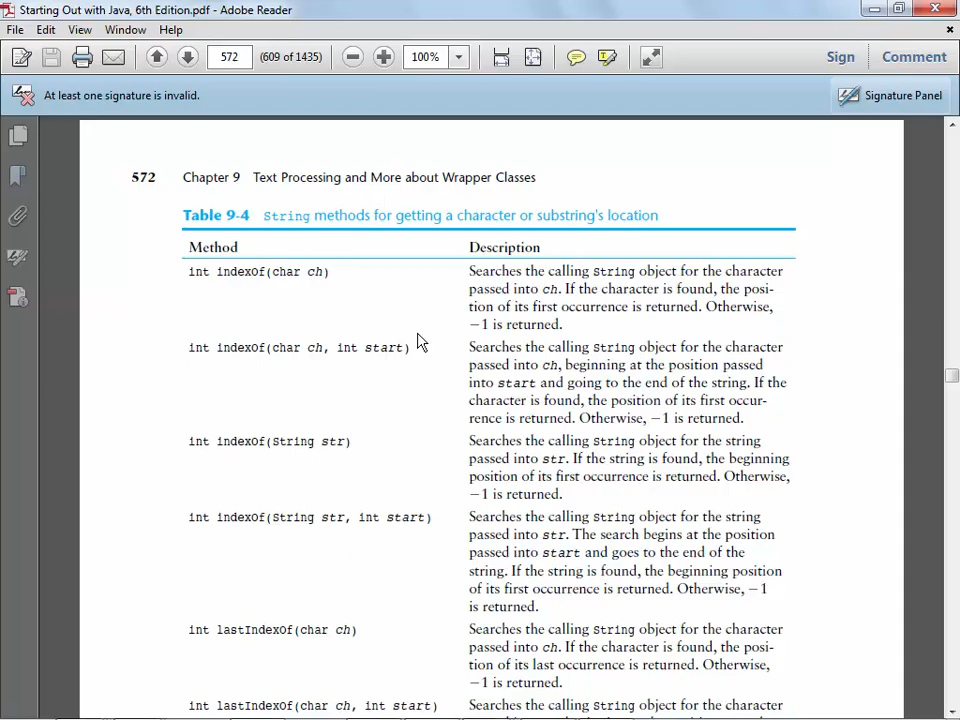 Starting Out with Java, 6th Edition.pdf - Adobe Reader
File Edit View Window Help
572 (609 of 1435) 100% Sign Comment
At least one signature is invalid. Signature Panel
572 Chapter 9 Text Processing and More about Wrapper Classes
Table 9-4 String methods for getting a character or substring's location
Method Description
int indexOf(char ch) Searches the calling String object for the character
passed into ch. If the character is found, the posi-
tion of its first occurrence is returned. Otherwise,
−1 is returned.
int indexOf(char ch, int start) Searches the calling String object for the character
passed into ch, beginning at the position passed
into start and going to the end of the string. If the
character is found, the position of its first occur-
rence is returned. Otherwise, −1 is returned.
int indexOf(String str) Searches the calling String object for the string
passed into str. If the string is found, the beginning
position of its first occurrence is returned. Otherwise,
−1 is returned.
int indexOf(String str, int start) Searches the calling String object for the string
passed into str. The search begins at the position
passed into start and goes to the end of the
string. If the string is found, the beginning position
of its first occurrence is returned. Otherwise, −1
is returned.
int lastIndexOf(char ch) Searches the calling String object for the character
passed into ch. If the character is found, the posi-
tion of its last occurrence is returned. Otherwise,
−1 is returned.
int lastIndexOf(char ch, int start) Searches the calling String object for the character